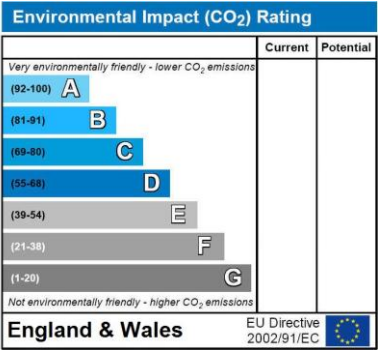 Environmental Impact (CO₂) Rating
Current Potential
Very environmentally friendly - lower CO₂ emissions
(92-100) A
(81-91) B
(69-80) C
(55-68) D
(39-54) E
(21-38) F
(1-20) G
Not environmentally friendly - higher CO₂ emissions
England & Wales
EU Directive
2002/91/EC